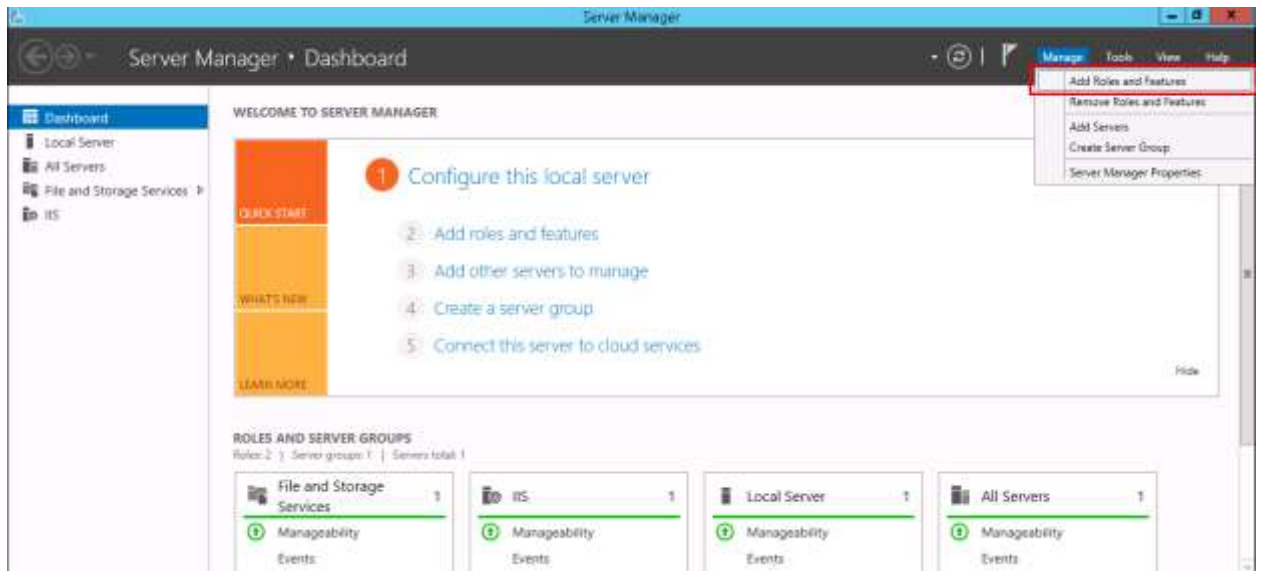 Server Manager
Server Manager • Dashboard
Manage Tools View Help
Add Roles and Features
Remove Roles and Features
Add Servers
Create Server Group
Server Manager Properties
Dashboard
Local Server
All Servers
File and Storage Services
IIS
WELCOME TO SERVER MANAGER
QUICK START
WHAT'S NEW
LEARN MORE
1 Configure this local server
2 Add roles and features
3 Add other servers to manage
4 Create a server group
5 Connect this server to cloud services
Hide
ROLES AND SERVER GROUPS
Roles: 2 | Server groups: 1 | Servers total: 1
File and Storage
Services
1
Manageability
Events
IIS 1
Manageability
Events
Local Server 1
Manageability
Events
All Servers 1
Manageability
Events